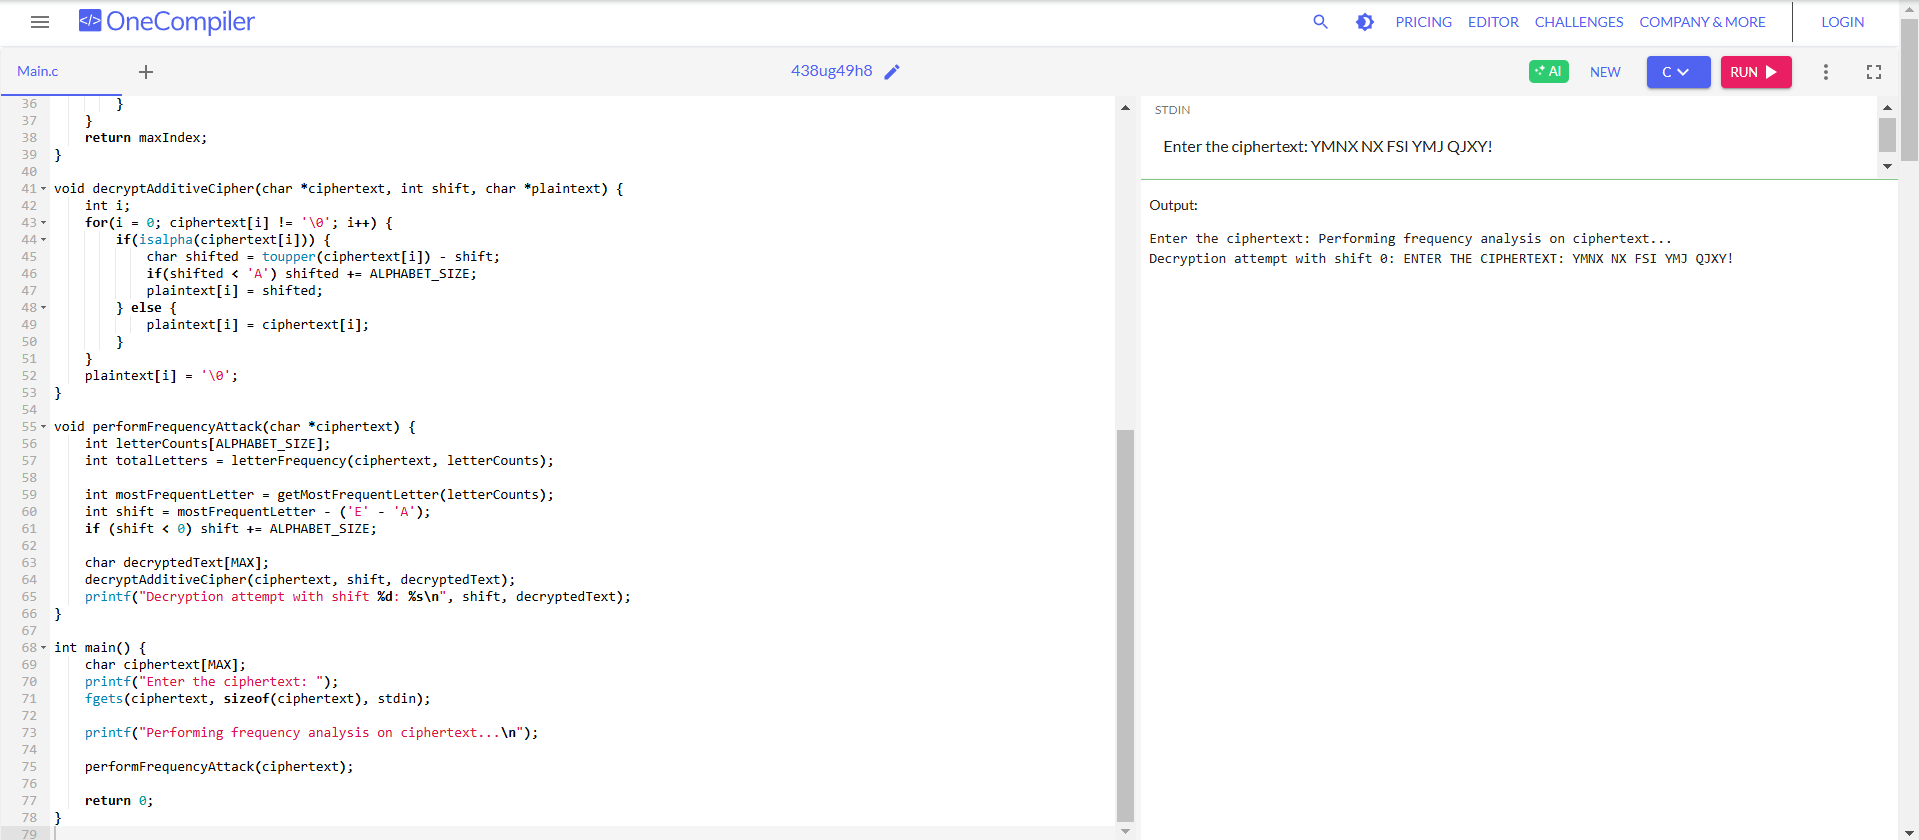 </> OneCompiler
PRICING EDITOR CHALLENGES COMPANY & MORE LOGIN
Main.c + 438ug49h8 AI NEW C RUN
36 }
37 }
38 return maxIndex;
39 }
40
41 void decryptAdditiveCipher(char *ciphertext, int shift, char *plaintext) {
42 int i;
43 for(i = 0; ciphertext[i] != '\0'; i++) {
44 if(isalpha(ciphertext[i])) {
45 char shifted = toupper(ciphertext[i]) - shift;
46 if(shifted < 'A') shifted += ALPHABET_SIZE;
47 plaintext[i] = shifted;
48 } else {
49 plaintext[i] = ciphertext[i];
50 }
51 }
52 plaintext[i] = '\0';
53 }
54
55 void performFrequencyAttack(char *ciphertext) {
56 int letterCounts[ALPHABET_SIZE];
57 int totalLetters = letterFrequency(ciphertext, letterCounts);
58
59 int mostFrequentLetter = getMostFrequentLetter(letterCounts);
60 int shift = mostFrequentLetter - ('E' - 'A');
61 if (shift < 0) shift += ALPHABET_SIZE;
62
63 char decryptedText[MAX];
64 decryptAdditiveCipher(ciphertext, shift, decryptedText);
65 printf("Decryption attempt with shift %d: %s\n", shift, decryptedText);
66 }
67
68 int main() {
69 char ciphertext[MAX];
70 printf("Enter the ciphertext: ");
71 fgets(ciphertext, sizeof(ciphertext), stdin);
72
73 printf("Performing frequency analysis on ciphertext...\n");
74
75 performFrequencyAttack(ciphertext);
76
77 return 0;
78 }
79
STDIN
Enter the ciphertext: YMNX NX FSI YMJ QJXY!
Output:
Enter the ciphertext: Performing frequency analysis on ciphertext...
Decryption attempt with shift 0: ENTER THE CIPHERTEXT: YMNX NX FSI YMJ QJXY!